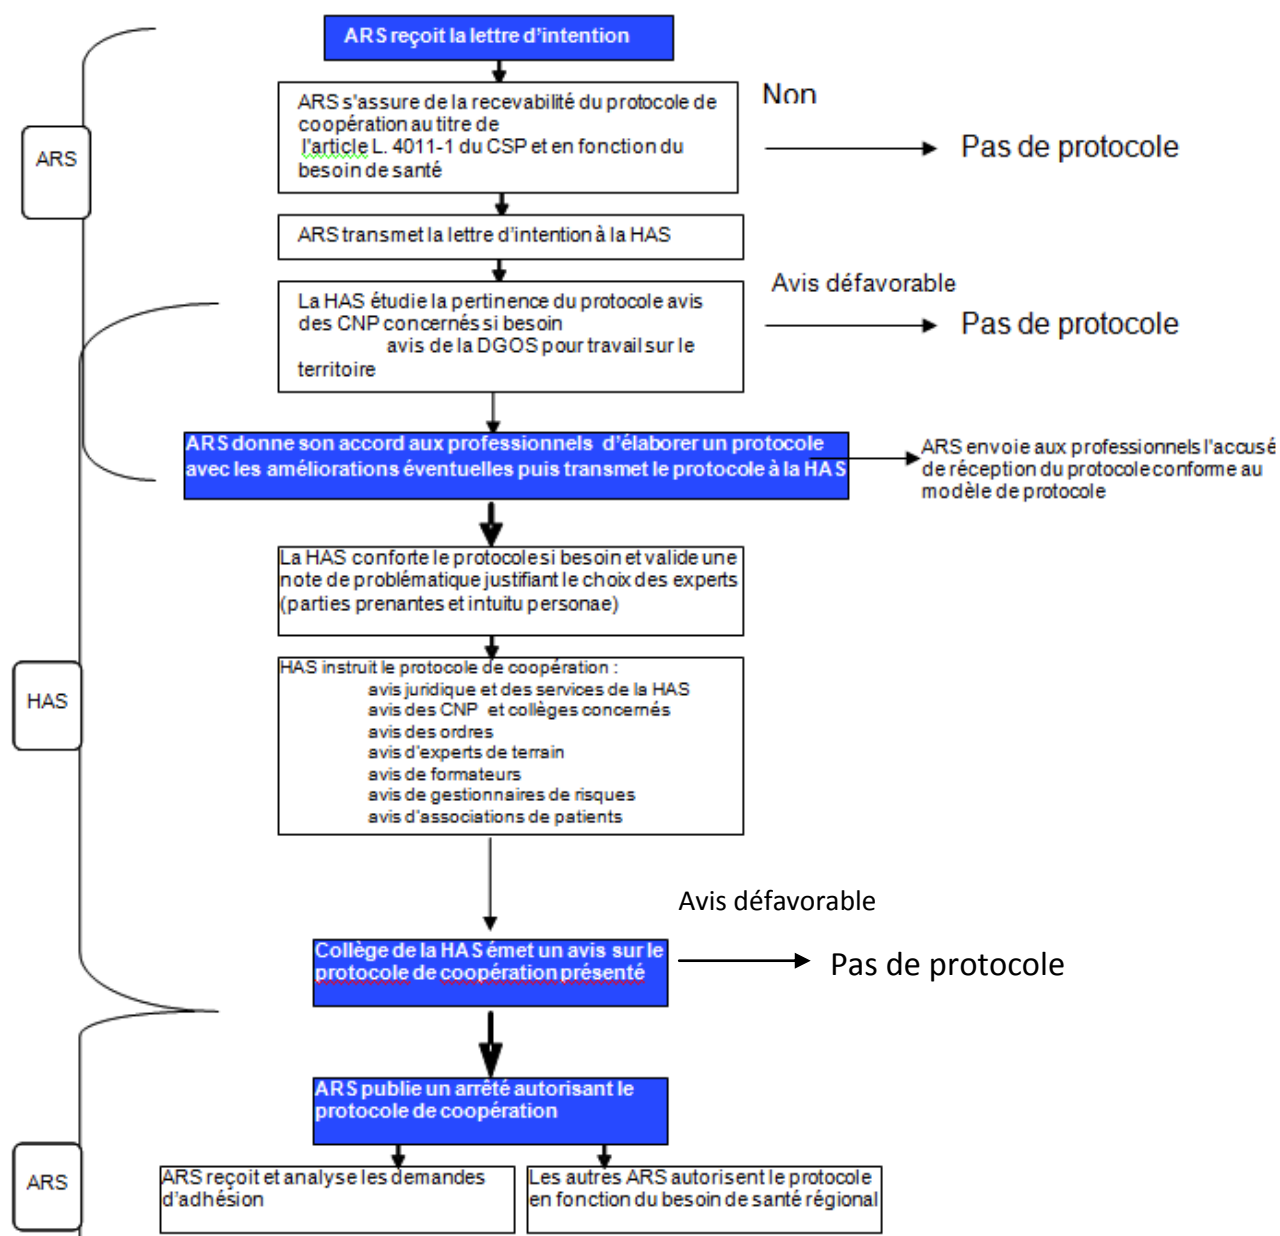 ARS reçoit la lettre d'intention
ARS s'assure de la recevabilité du protocole de
coopération au titre de
l'article L. 4011-1 du CSP et en fonction du
besoin de santé
Non
Pas de protocole
ARS
ARS transmet la lettre d'intention à la HAS
La HAS étudie la pertinence du protocole avis
des CNP concernés si besoin
avis de la DGOS pour travail sur le
territoire
Avis défavorable
Pas de protocole
ARS donne son accord aux professionnels d'élaborer un protocole
avec les améliorations éventuelles puis transmet le protocole à la HAS
ARS envoie aux professionnels l'accusé
de réception du protocole conforme au
modèle de protocole
La HAS conforte le protocole si besoin et valide une
note de problématique justifiant le choix des experts
(parties prenantes et intuitu personae)
HAS
HAS instruit le protocole de coopération :
avis juridique et des services de la HAS
avis des CNP et collèges concernés
avis des ordres
avis d'experts de terrain
avis de formateurs
avis de gestionnaires de risques
avis d'associations de patients
Avis défavorable
Collège de la HAS émet un avis sur le
protocole de coopération présenté
Pas de protocole
ARS publie un arrêté autorisant le
protocole de coopération
ARS
ARS reçoit et analyse les demandes
d'adhésion
Les autres ARS autorisent le protocole
en fonction du besoin de santé régional